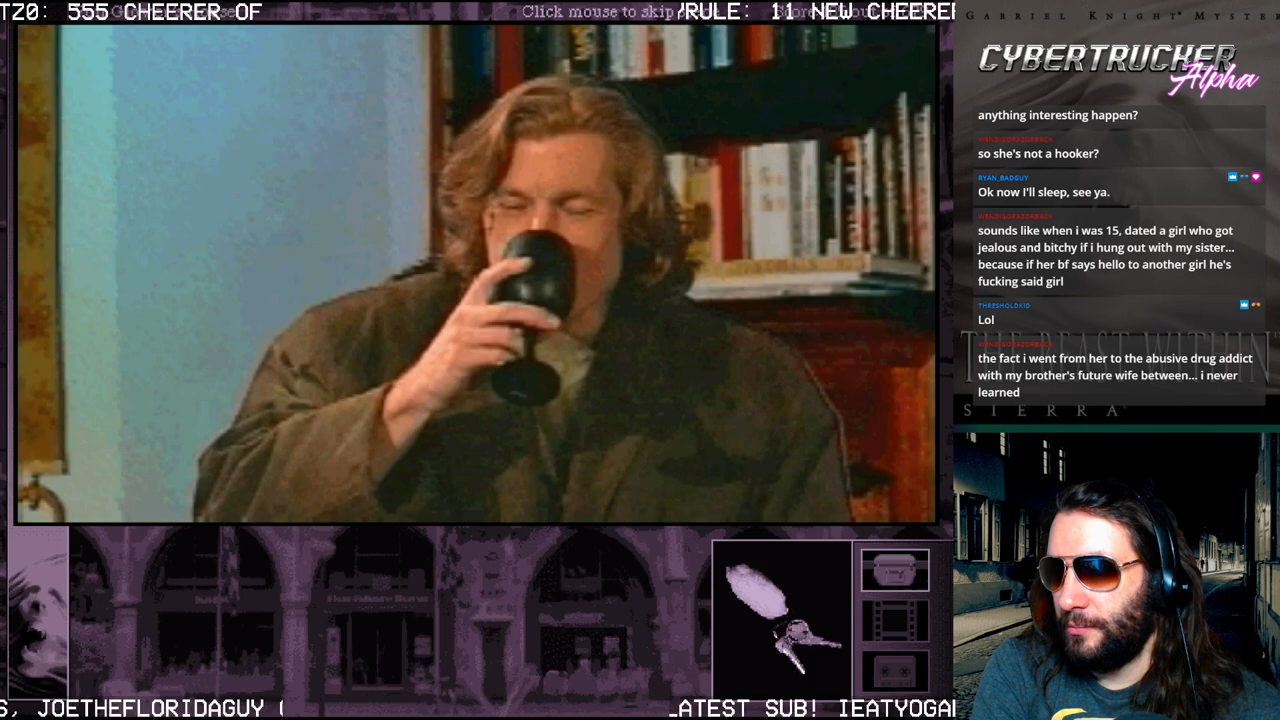 TZ0: 555 CHEERER OF
Click mouse to skip
RULE: 11 NEW CHEERER
GABRIEL KNIGHT MYSTER
CYBERTRUCKER
Alpha
anything interesting happen?
so she's not a hooker?
RYAN_BADGUY
Ok now I'll sleep, see ya.
sounds like when i was 15, dated a girl who got
jealous and bitchy if i hung out with my sister...
because if her bf says hello to another girl he's
fucking said girl
THRESHOLDKID
Lol
THE BEAST WITHIN
the fact i went from her to the abusive drug addict
with my brother's future wife between... i never
learned
SIERRA
S, JOETHEFLORIDAGUY (
LATEST SUB! IEATYOGA